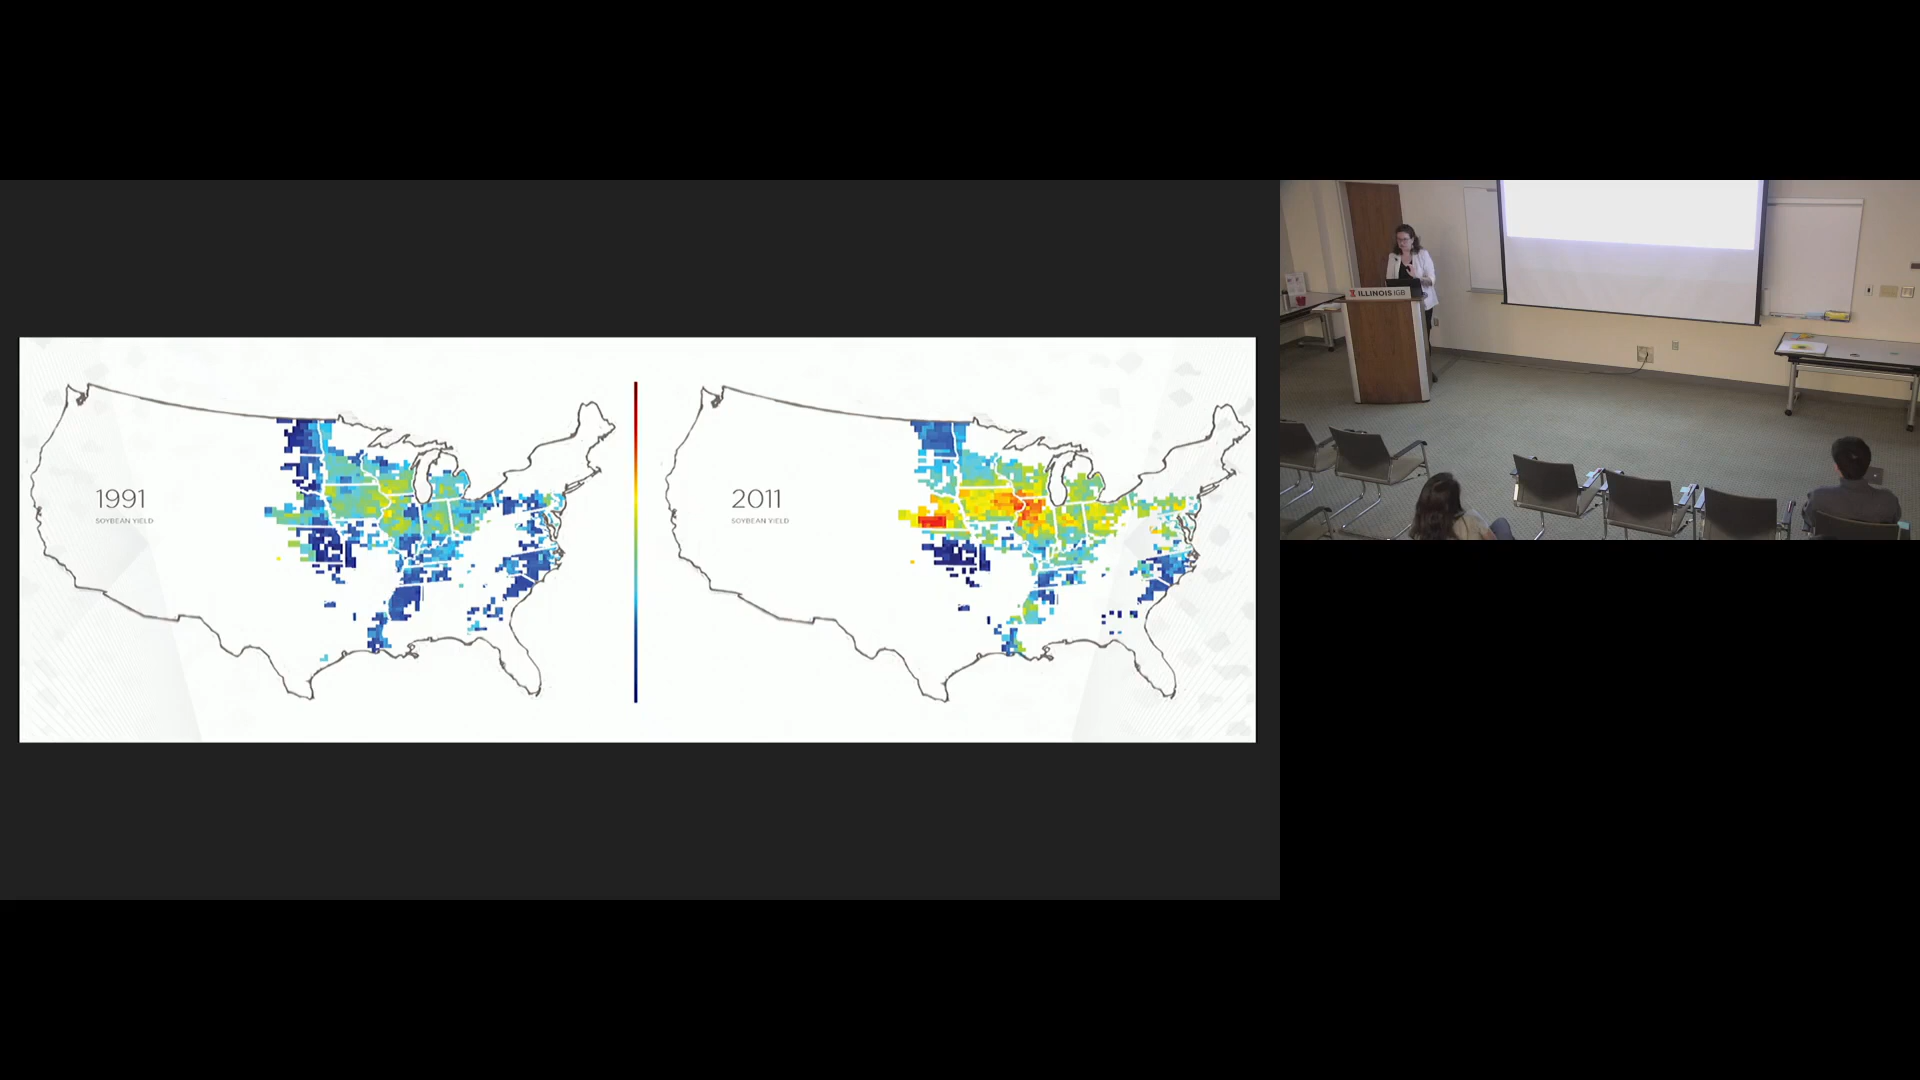 1991
SOYBEAN YIELD
2011
SOYBEAN YIELD
ILLINOIS IGB